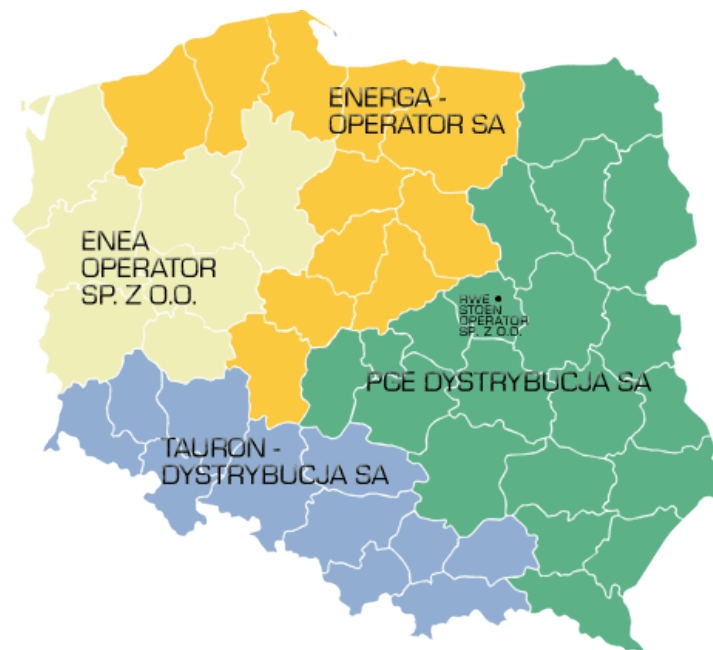 ENERGA -
OPERATOR SA
ENEA
OPERATOR
SP. Z O.O.
RWE
STOEN
OPERATOR
SP. Z O.O.
PGE DYSTRYBUCJA SA
TAURON -
DYSTRYBUCJA SA